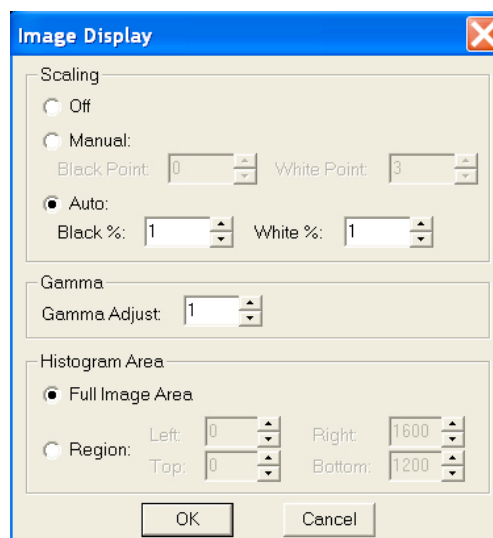 Image Display
Scaling
Off
Manual:
Black Point: 0 White Point: 3
Auto:
Black %: 1 White %: 1
Gamma
Gamma Adjust: 1
Histogram Area
Full Image Area
Region: Left: 0 Right: 1600
Top: 0 Bottom: 1200
OK Cancel